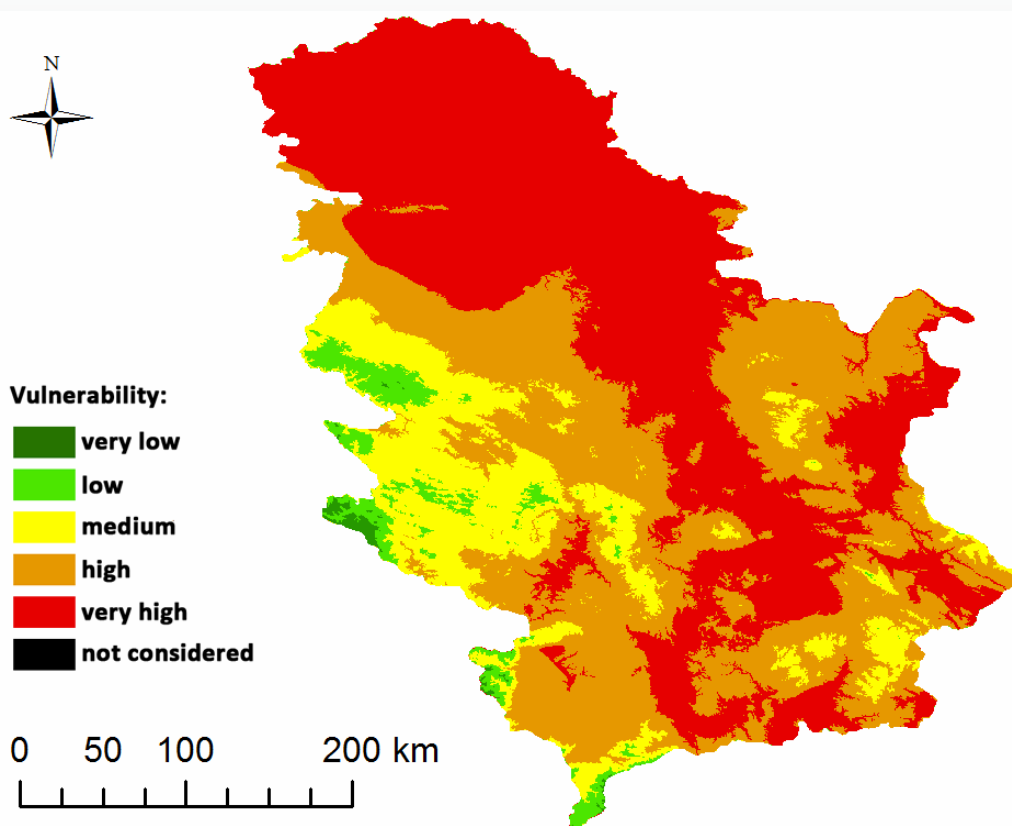 N
Vulnerability:
very low
low
medium
high
very high
not considered
0 50 100 200 km